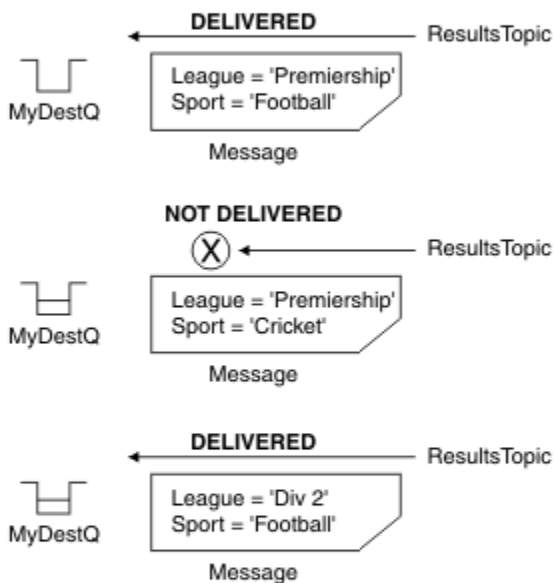 DELIVERED
ResultsTopic
League = 'Premiership'
Sport = 'Football'
MyDestQ
Message
NOT DELIVERED
X
ResultsTopic
League = 'Premiership'
Sport = 'Cricket'
MyDestQ
Message
DELIVERED
ResultsTopic
League = 'Div 2'
Sport = 'Football'
MyDestQ
Message